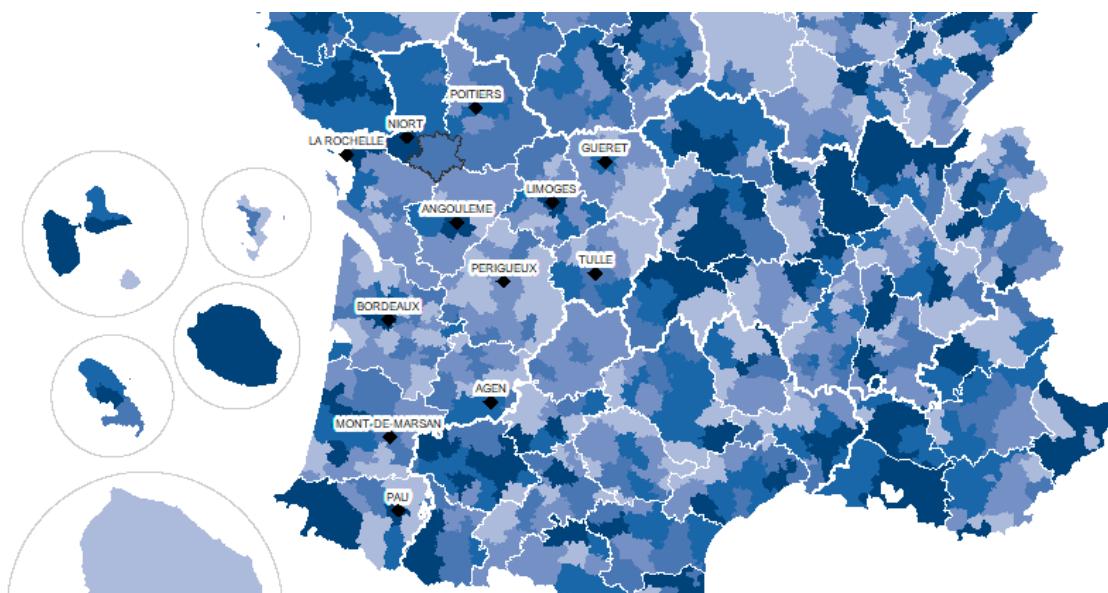 POITIERS
NIORT
LA ROCHELLE
GUERET
LIMOGES
ANGOULEME
TULLE
PERIGUEUX
BORDEAUX
AGEN
MONT-DE-MARSAN
PAU